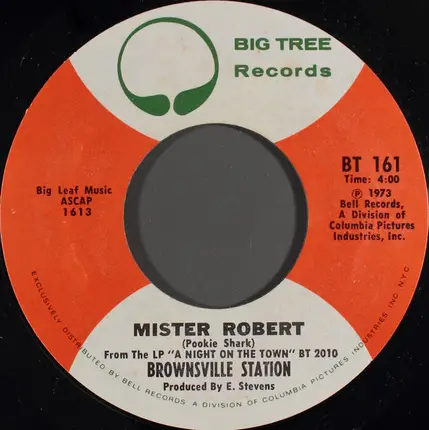 BIG TREE
Records
Big Leaf Music
ASCAP
1613
BT 161
Time: 4:00
Ⓟ 1973
Bell Records,
A Division of
Columbia Pictures
Industries, Inc.
MISTER ROBERT
(Pookie Shark)
From The LP "A NIGHT ON THE TOWN" BT 2010
BROWNSVILLE STATION
Produced By E. Stevens
EXCLUSIVELY DISTRIBUTED BY BELL RECORDS A DIVISION OF COLUMBIA PICTURES INDUSTRIES INC. N.Y.C.